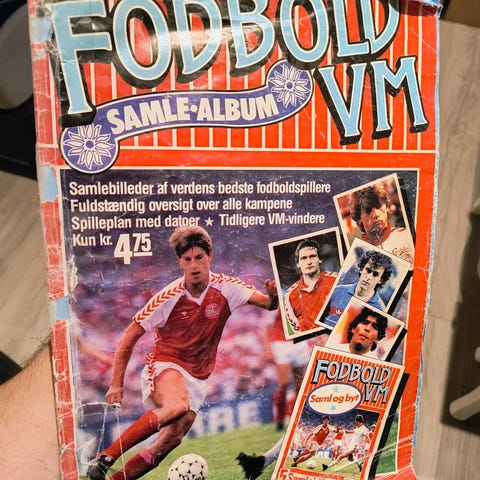 FODBOLD
VM
SAMLE-ALBUM
Samlebilleder af verdens bedste fodboldspillere
Fuldstændig oversigt over alle kampene
Spilleplan med datoer ★ Tidligere VM-vindere
Kun kr. 4.75
FODBOLD
VM
Saml og byt